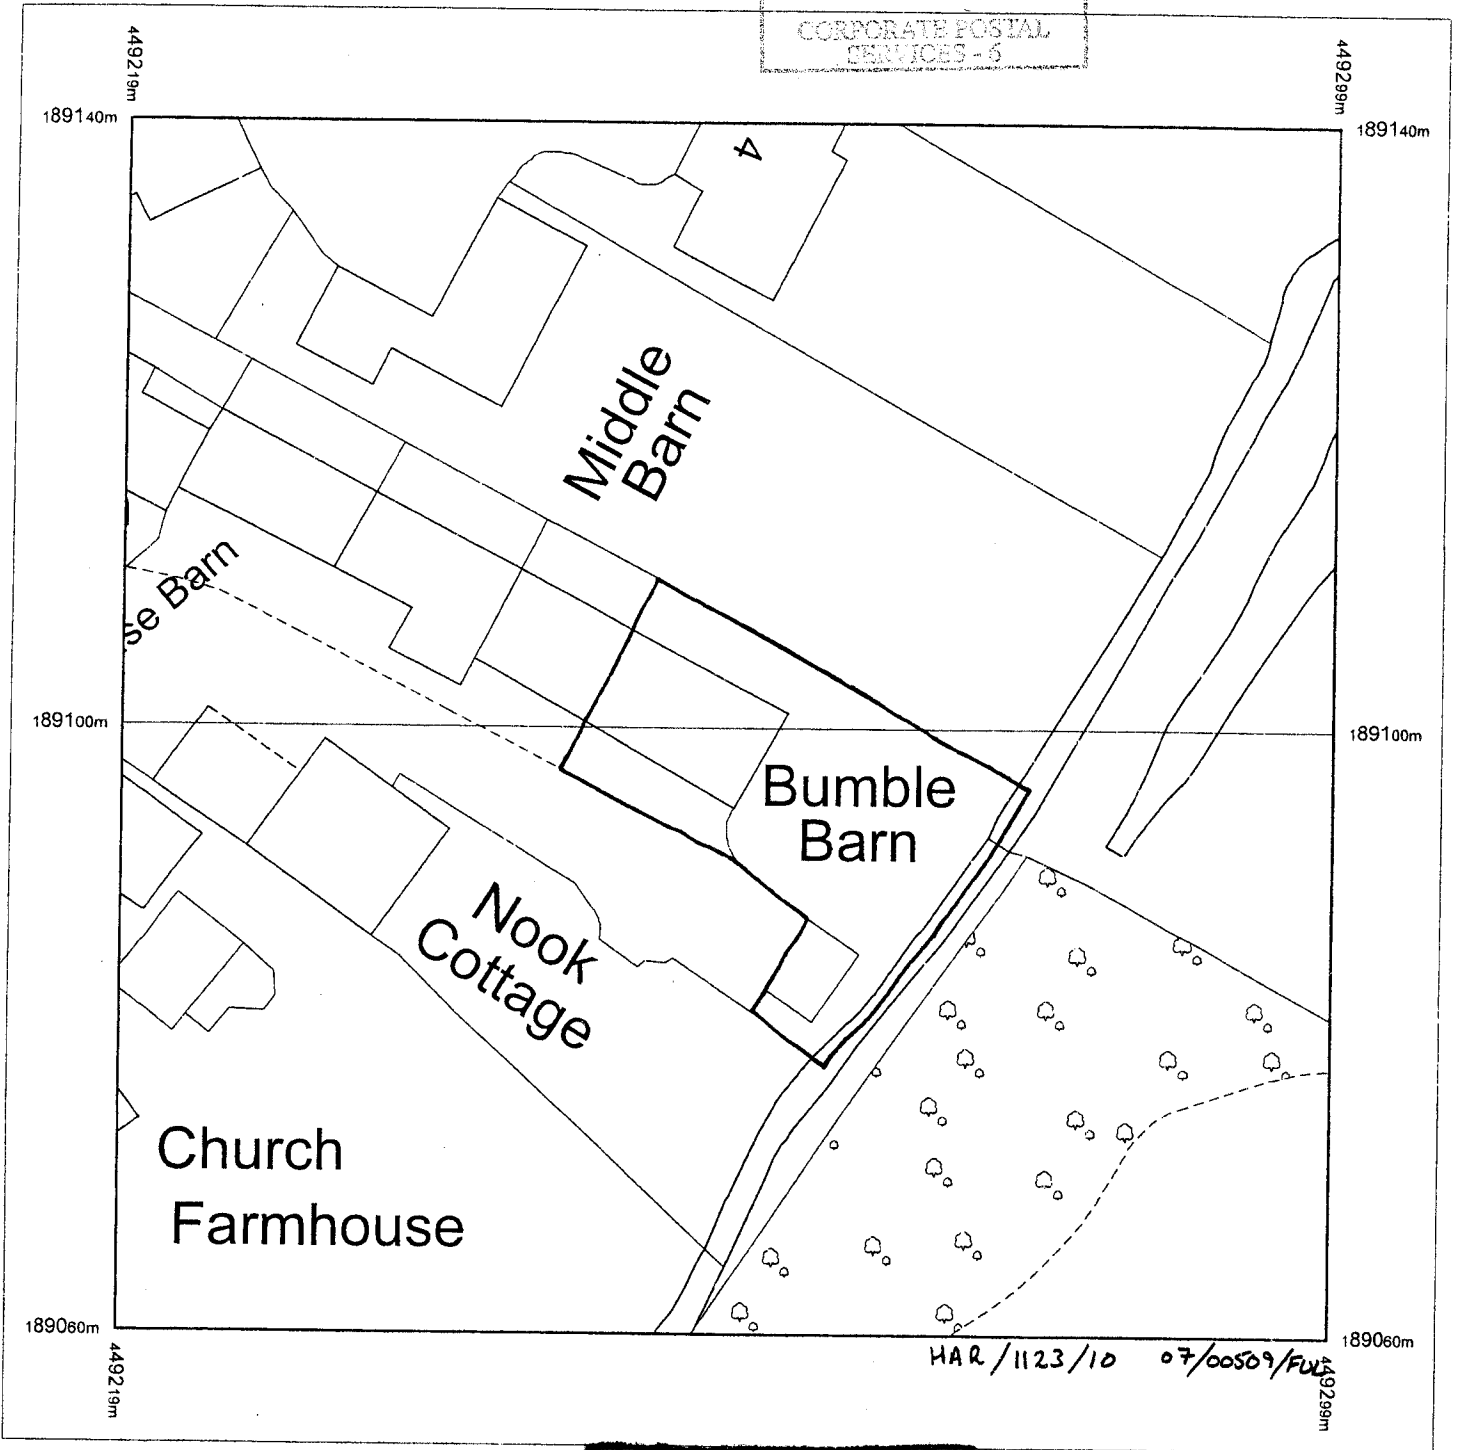 CORPORATE POSTAL
SERVICES - 6
449219m
449299m
189140m
189140m
4
Middle
Barn
se Barn
189100m
189100m
Bumble
Barn
Nook
Cottage
Church
Farmhouse
189060m
189060m
HAR/1123/10 07/00509/FUL
449219m
449299m